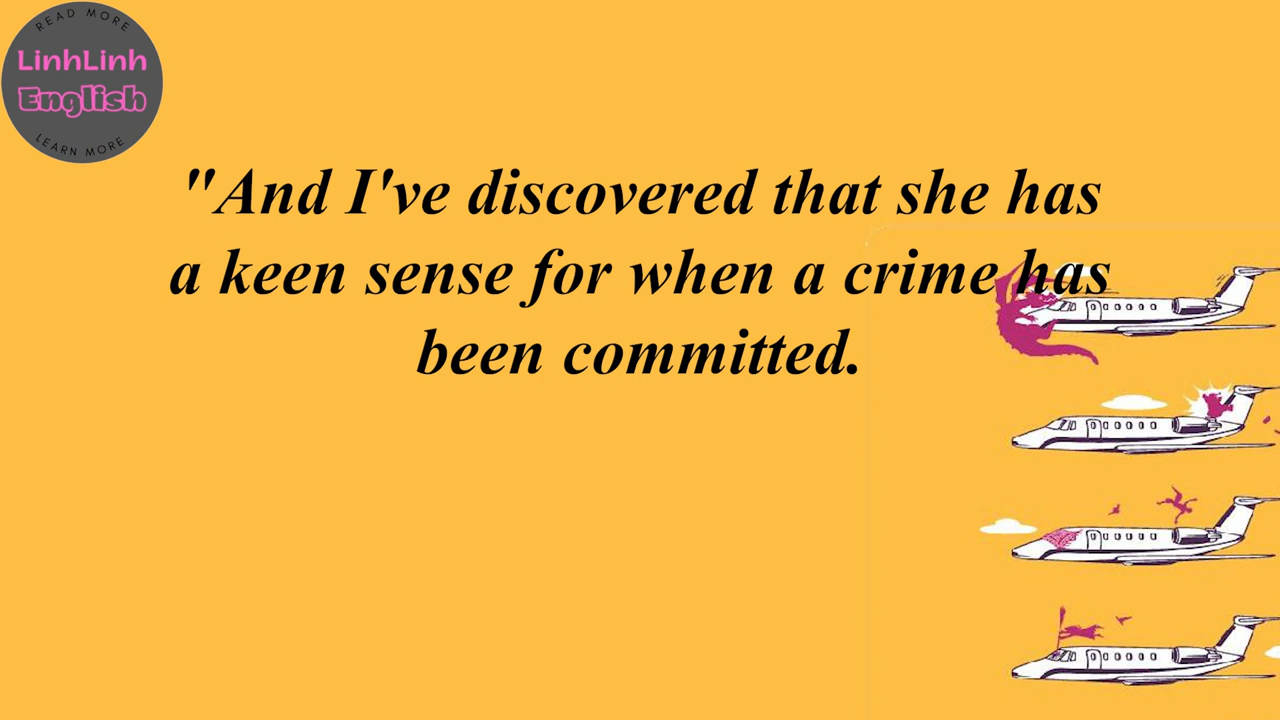 READ MORE
LinhLinh
English
LEARN MORE
"And I've discovered that she has
a keen sense for when a crime has
been committed.